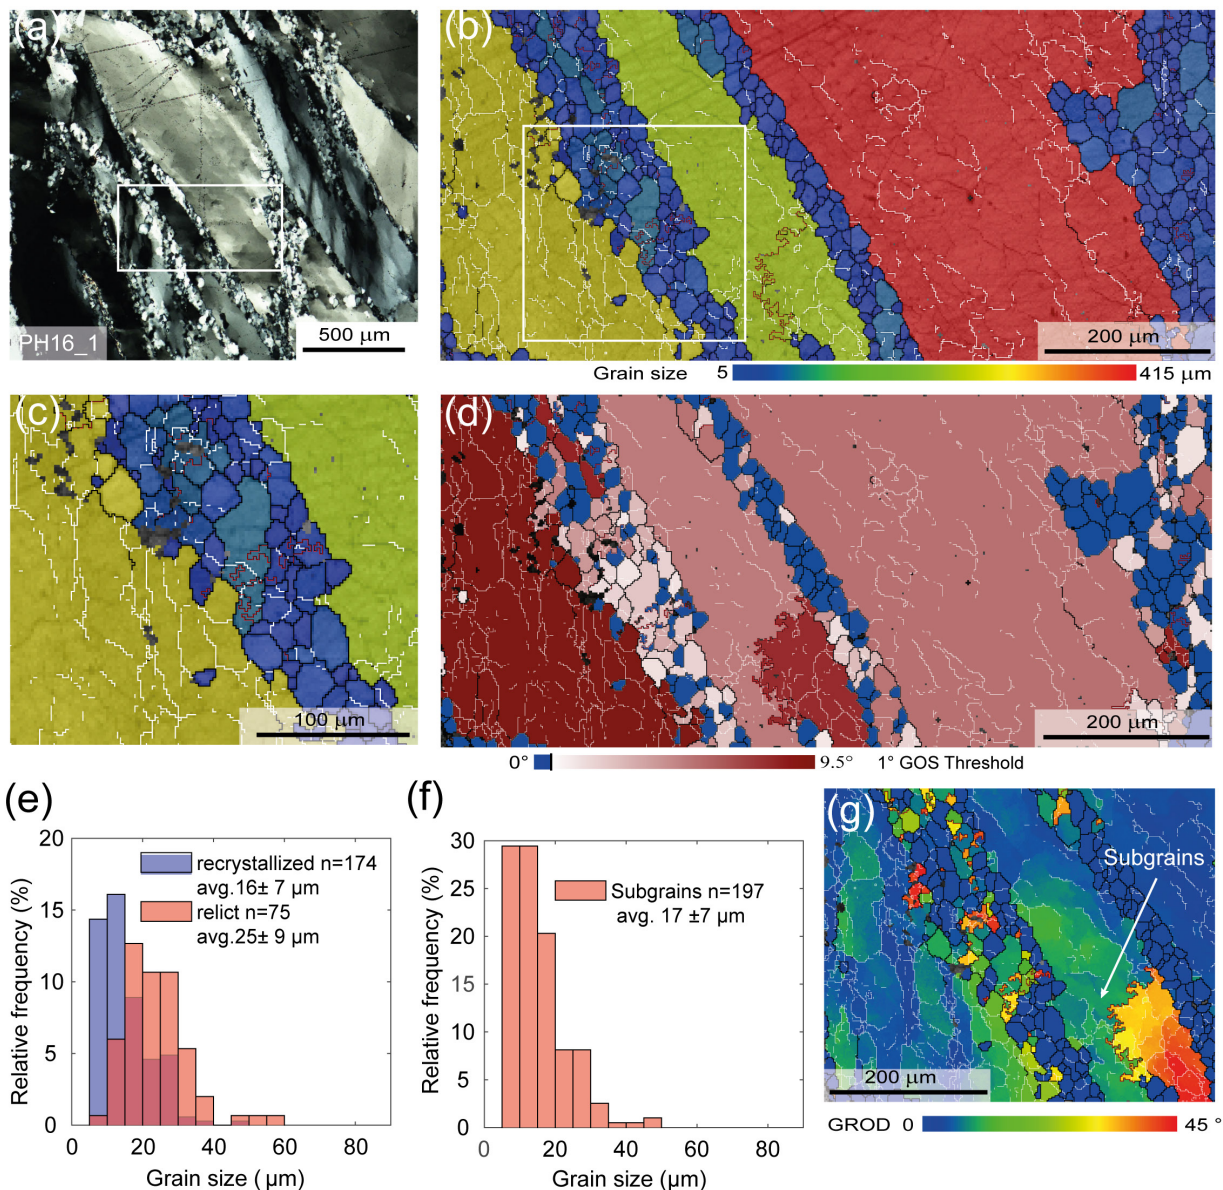 (a)
PH16_1
500 µm
(b)
200 µm
Grain size 5 415 µm
(c)
100 µm
(d)
200 µm
0° 9.5° 1° GOS Threshold
(e)
20
15
10
5
0
Relative frequency (%)
recrystallized n=174
avg.16± 7 µm
relict n=75
avg.25± 9 µm
0 20 40 60 80
Grain size ( µm)
(f)
30
25
20
15
10
5
0
Relative frequency (%)
Subgrains n=197
avg. 17 ±7 µm
0 20 40 60 80
Grain size (µm)
(g)
Subgrains
200 µm
GROD 0 45 °